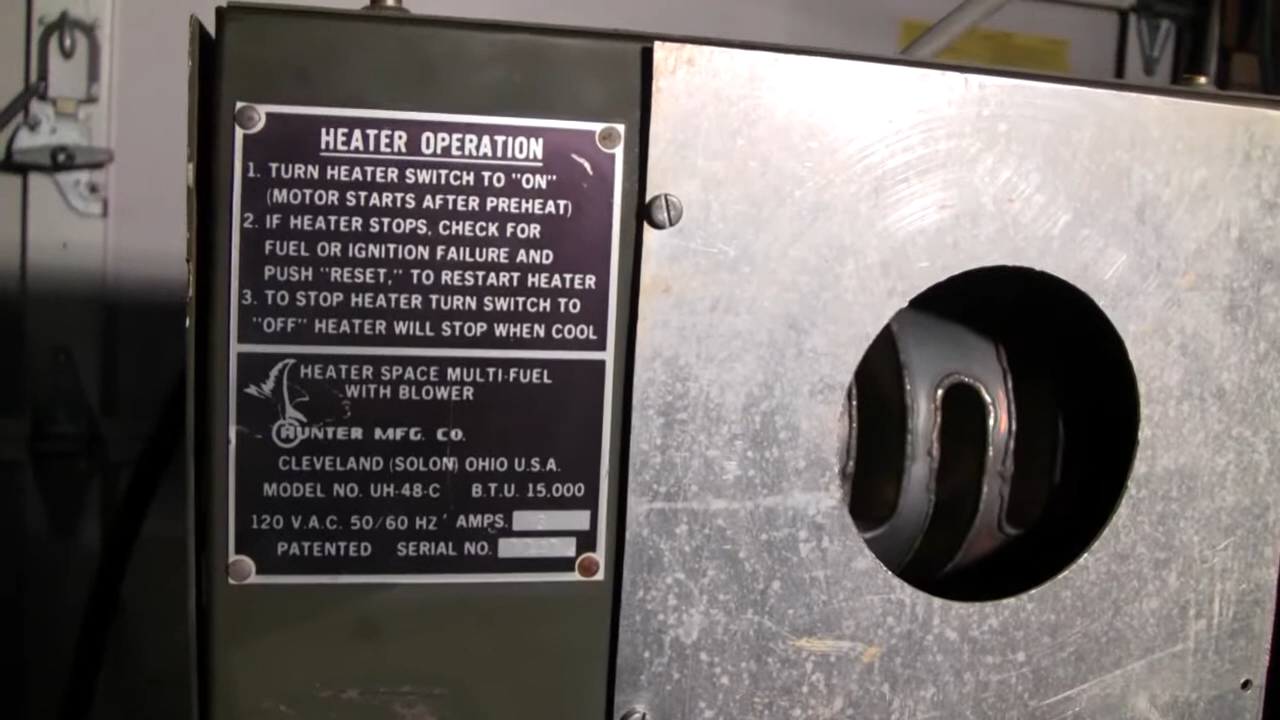 HEATER OPERATION
1. TURN HEATER SWITCH TO "ON"
(MOTOR STARTS AFTER PREHEAT)
2. IF HEATER STOPS, CHECK FOR
FUEL OR IGNITION FAILURE AND
PUSH "RESET," TO RESTART HEATER
3. TO STOP HEATER TURN SWITCH TO
"OFF" HEATER WILL STOP WHEN COOL
HEATER SPACE MULTI-FUEL
WITH BLOWER
HUNTER MFG. CO.
CLEVELAND (SOLON) OHIO U.S.A.
MODEL NO. UH-48-C B.T.U. 15,000
120 V.A.C. 50/60 HZ AMPS.
PATENTED SERIAL NO.